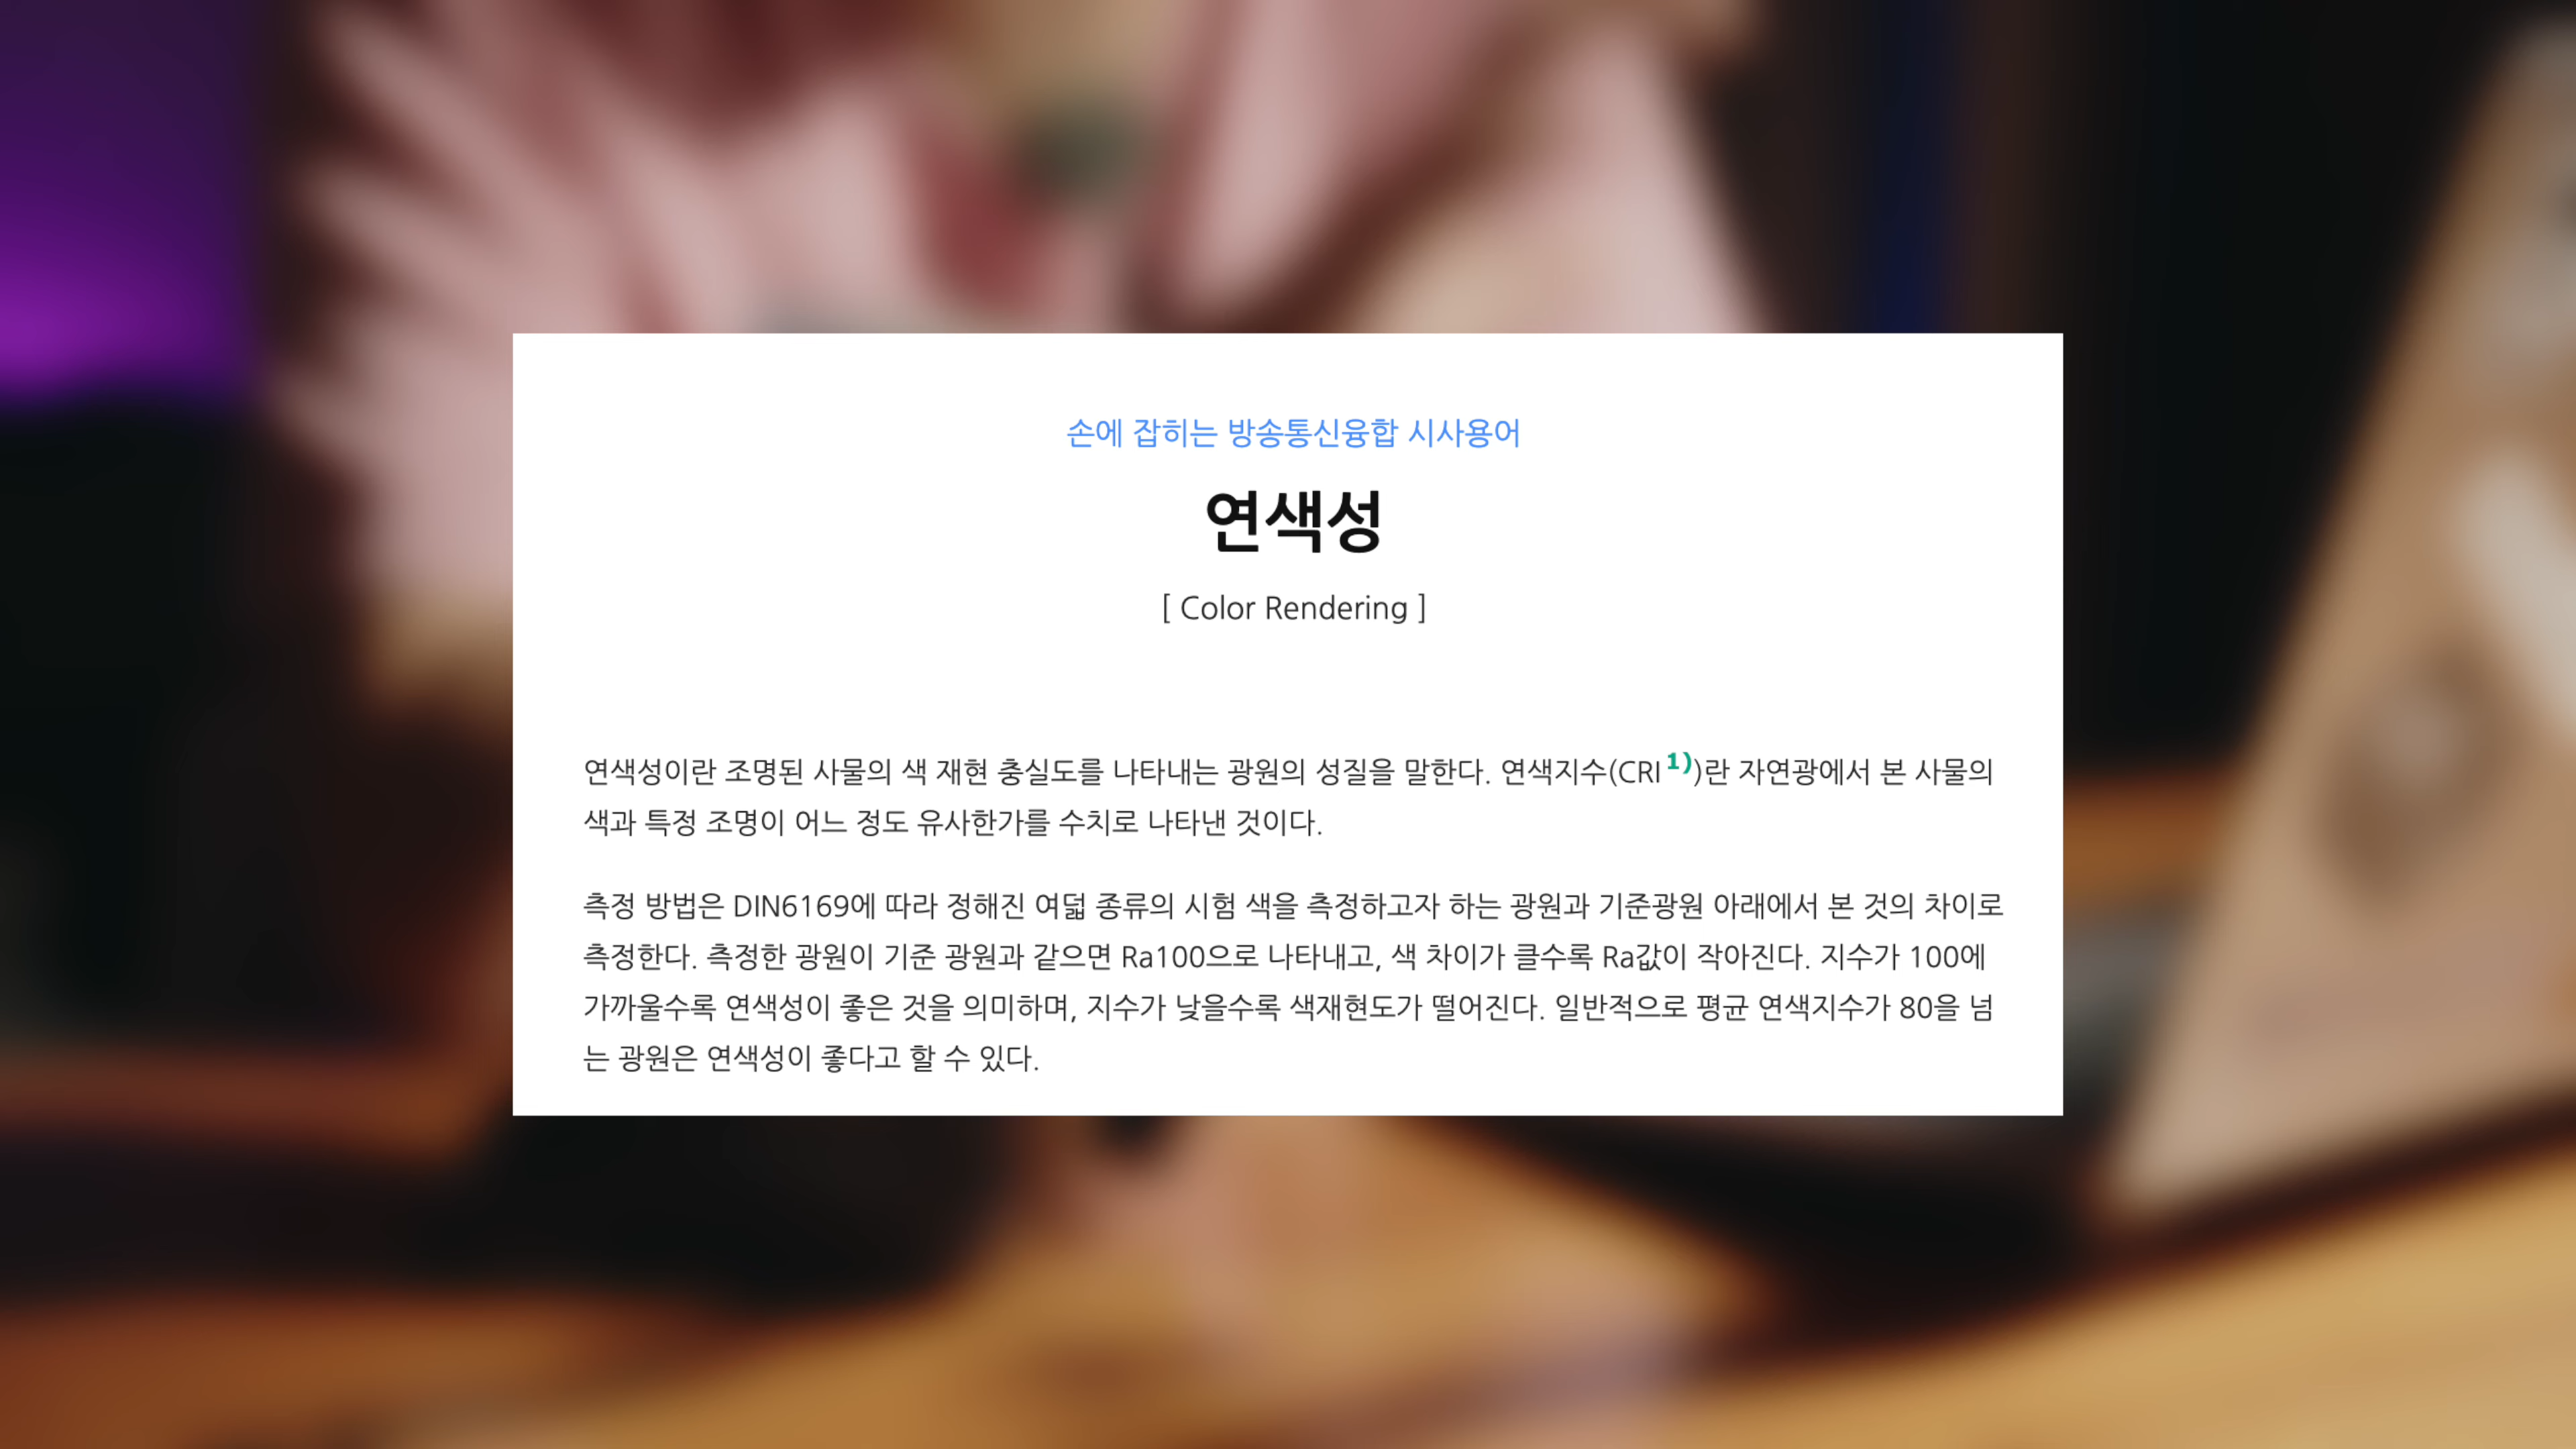 손에 잡히는 방송통신융합 시사용어
연색성
[ Color Rendering ]
연색성이란 조명된 사물의 색 재현 충실도를 나타내는 광원의 성질을 말한다. 연색지수(CRI1))란 자연광에서 본 사물의
색과 특정 조명이 어느 정도 유사한가를 수치로 나타낸 것이다.
측정 방법은 DIN6169에 따라 정해진 여덟 종류의 시험 색을 측정하고자 하는 광원과 기준광원 아래에서 본 것의 차이로
측정한다. 측정한 광원이 기준 광원과 같으면 Ra100으로 나타내고, 색 차이가 클수록 Ra값이 작아진다. 지수가 100에
가까울수록 연색성이 좋은 것을 의미하며, 지수가 낮을수록 색재현도가 떨어진다. 일반적으로 평균 연색지수가 80을 넘
는 광원은 연색성이 좋다고 할 수 있다.